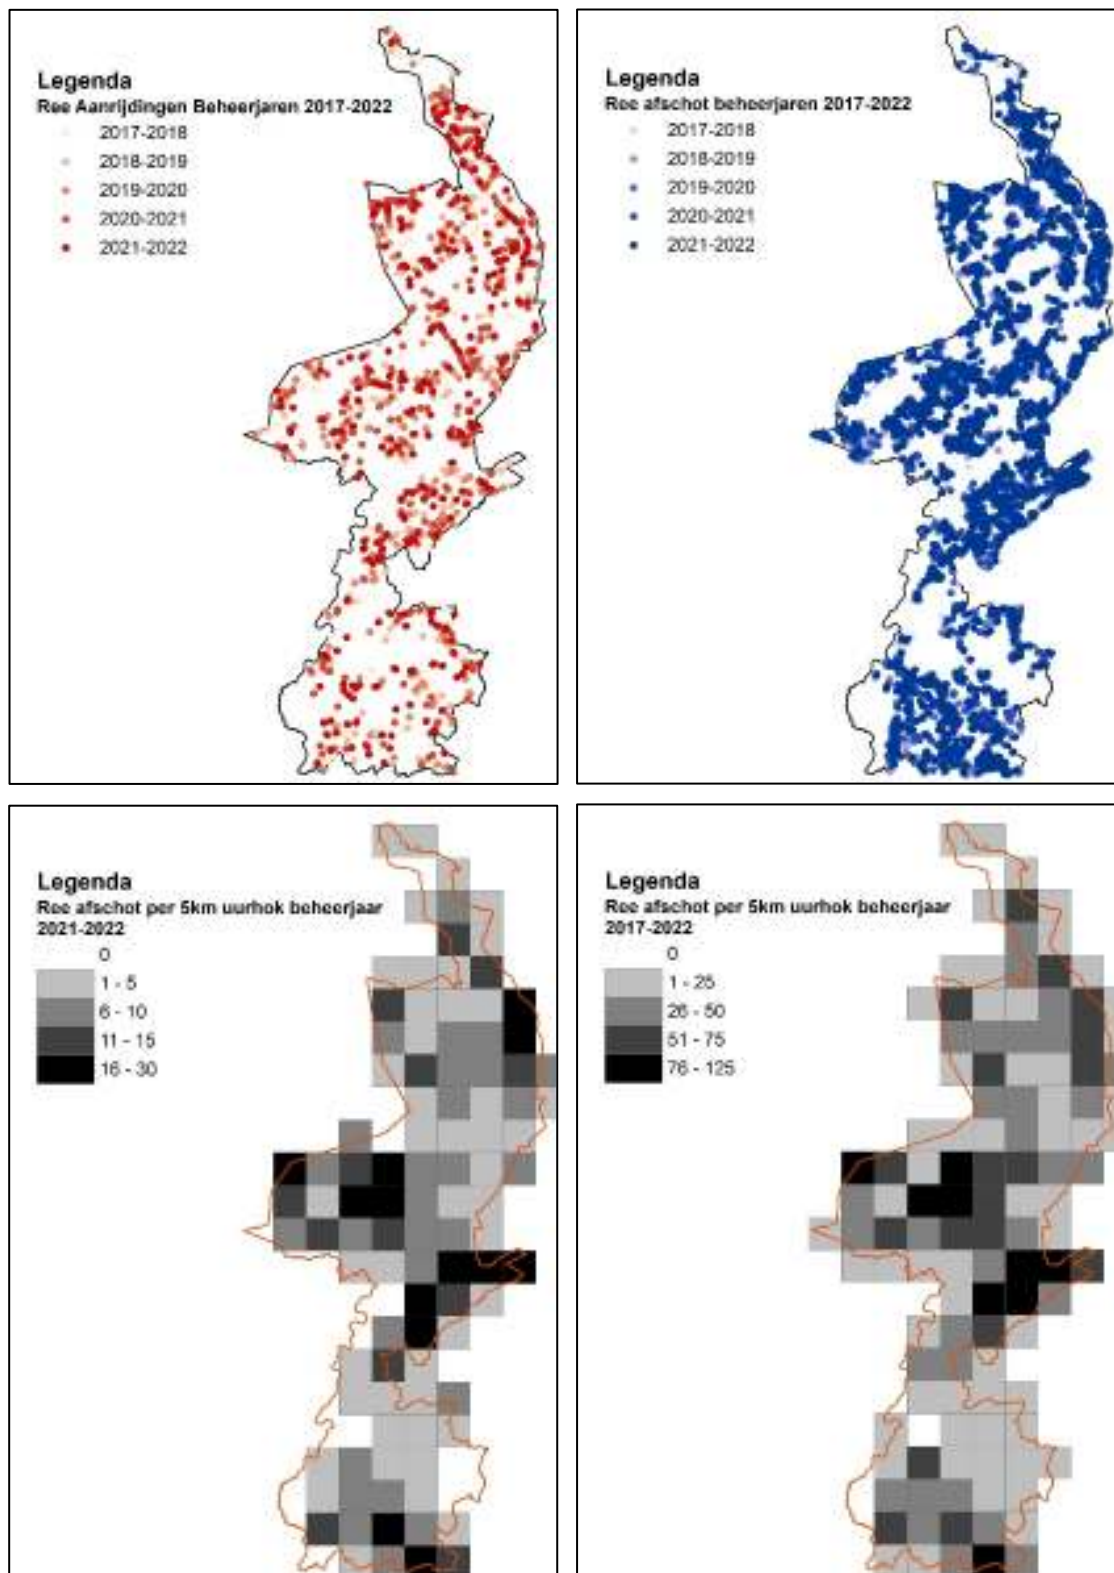 Legenda
Ree Aanrijdingen Beheerjaren 2017-2022
2017-2018
2018-2019
2019-2020
2020-2021
2021-2022
Legenda
Ree afschot beheerjaren 2017-2022
2017-2018
2018-2019
2019-2020
2020-2021
2021-2022
Legenda
Ree afschot per 5km uurhok beheerjaar
2021-2022
0
1 - 5
6 - 10
11 - 15
16 - 30
Legenda
Ree afschot per 5km uurhok beheerjaar
2017-2022
0
1 - 25
26 - 50
51 - 75
76 - 125